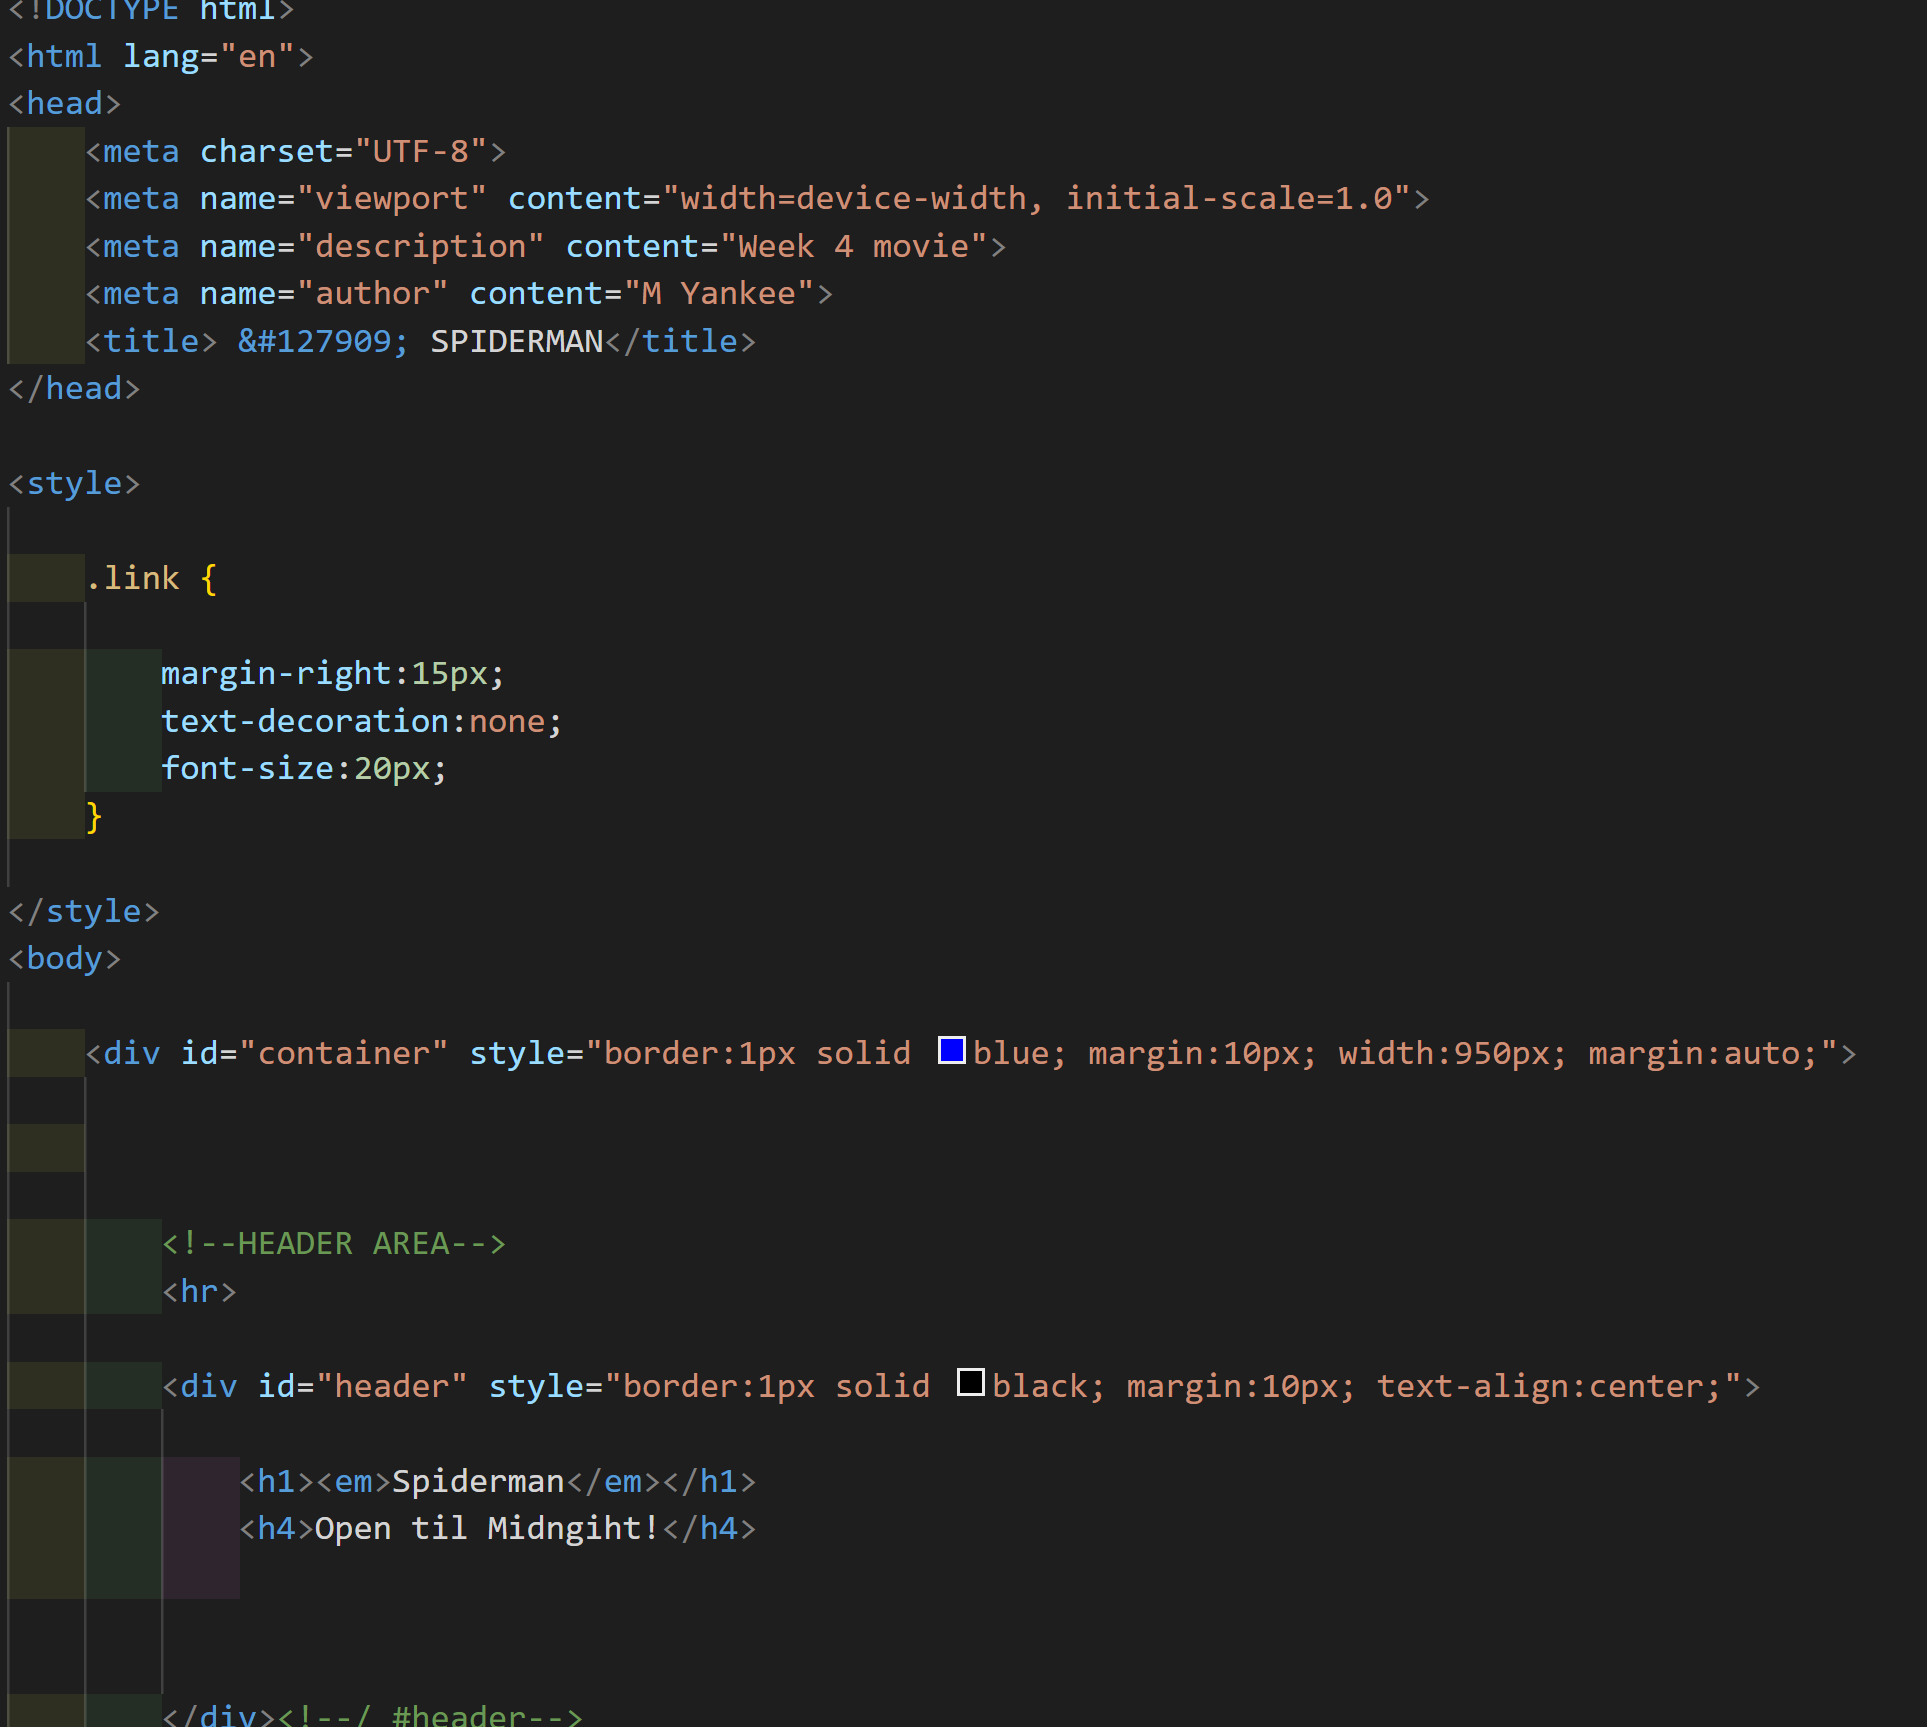 <!DOCTYPE html>
<html lang="en">
<head>
<meta charset="UTF-8">
<meta name="viewport" content="width=device-width, initial-scale=1.0">
<meta name="description" content="Week 4 movie">
<meta name="author" content="M Yankee">
<title> &#127909; SPIDERMAN</title>
</head>
<style>
.link {
margin-right:15px;
text-decoration:none;
font-size:20px;
}
</style>
<body>
<div id="container" style="border:1px solid blue; margin:10px; width:950px; margin:auto;">
<!--HEADER AREA-->
<hr>
<div id="header" style="border:1px solid black; margin:10px; text-align:center;">
<h1><em>Spiderman</em></h1>
<h4>Open til Midngiht!</h4>
</div><!--/ #header-->